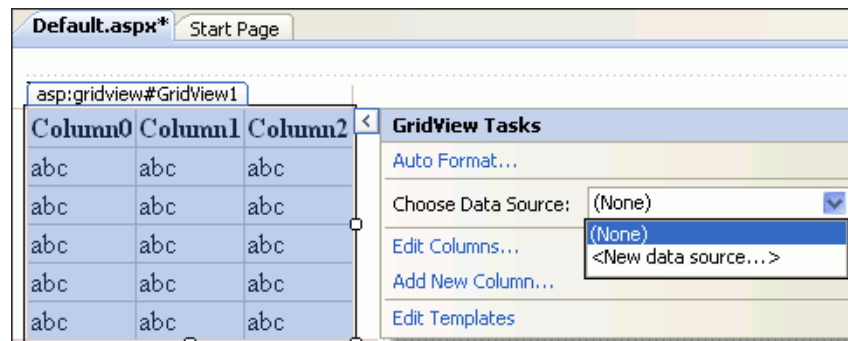 Default.aspx* Start Page
asp:gridview#GridView1
Column0 Column1 Column2
abc abc abc
abc abc abc
abc abc abc
abc abc abc
abc abc abc
<
GridView Tasks
Auto Format...
Choose Data Source: (None)
(None)
<New data source...>
Edit Columns...
Add New Column...
Edit Templates